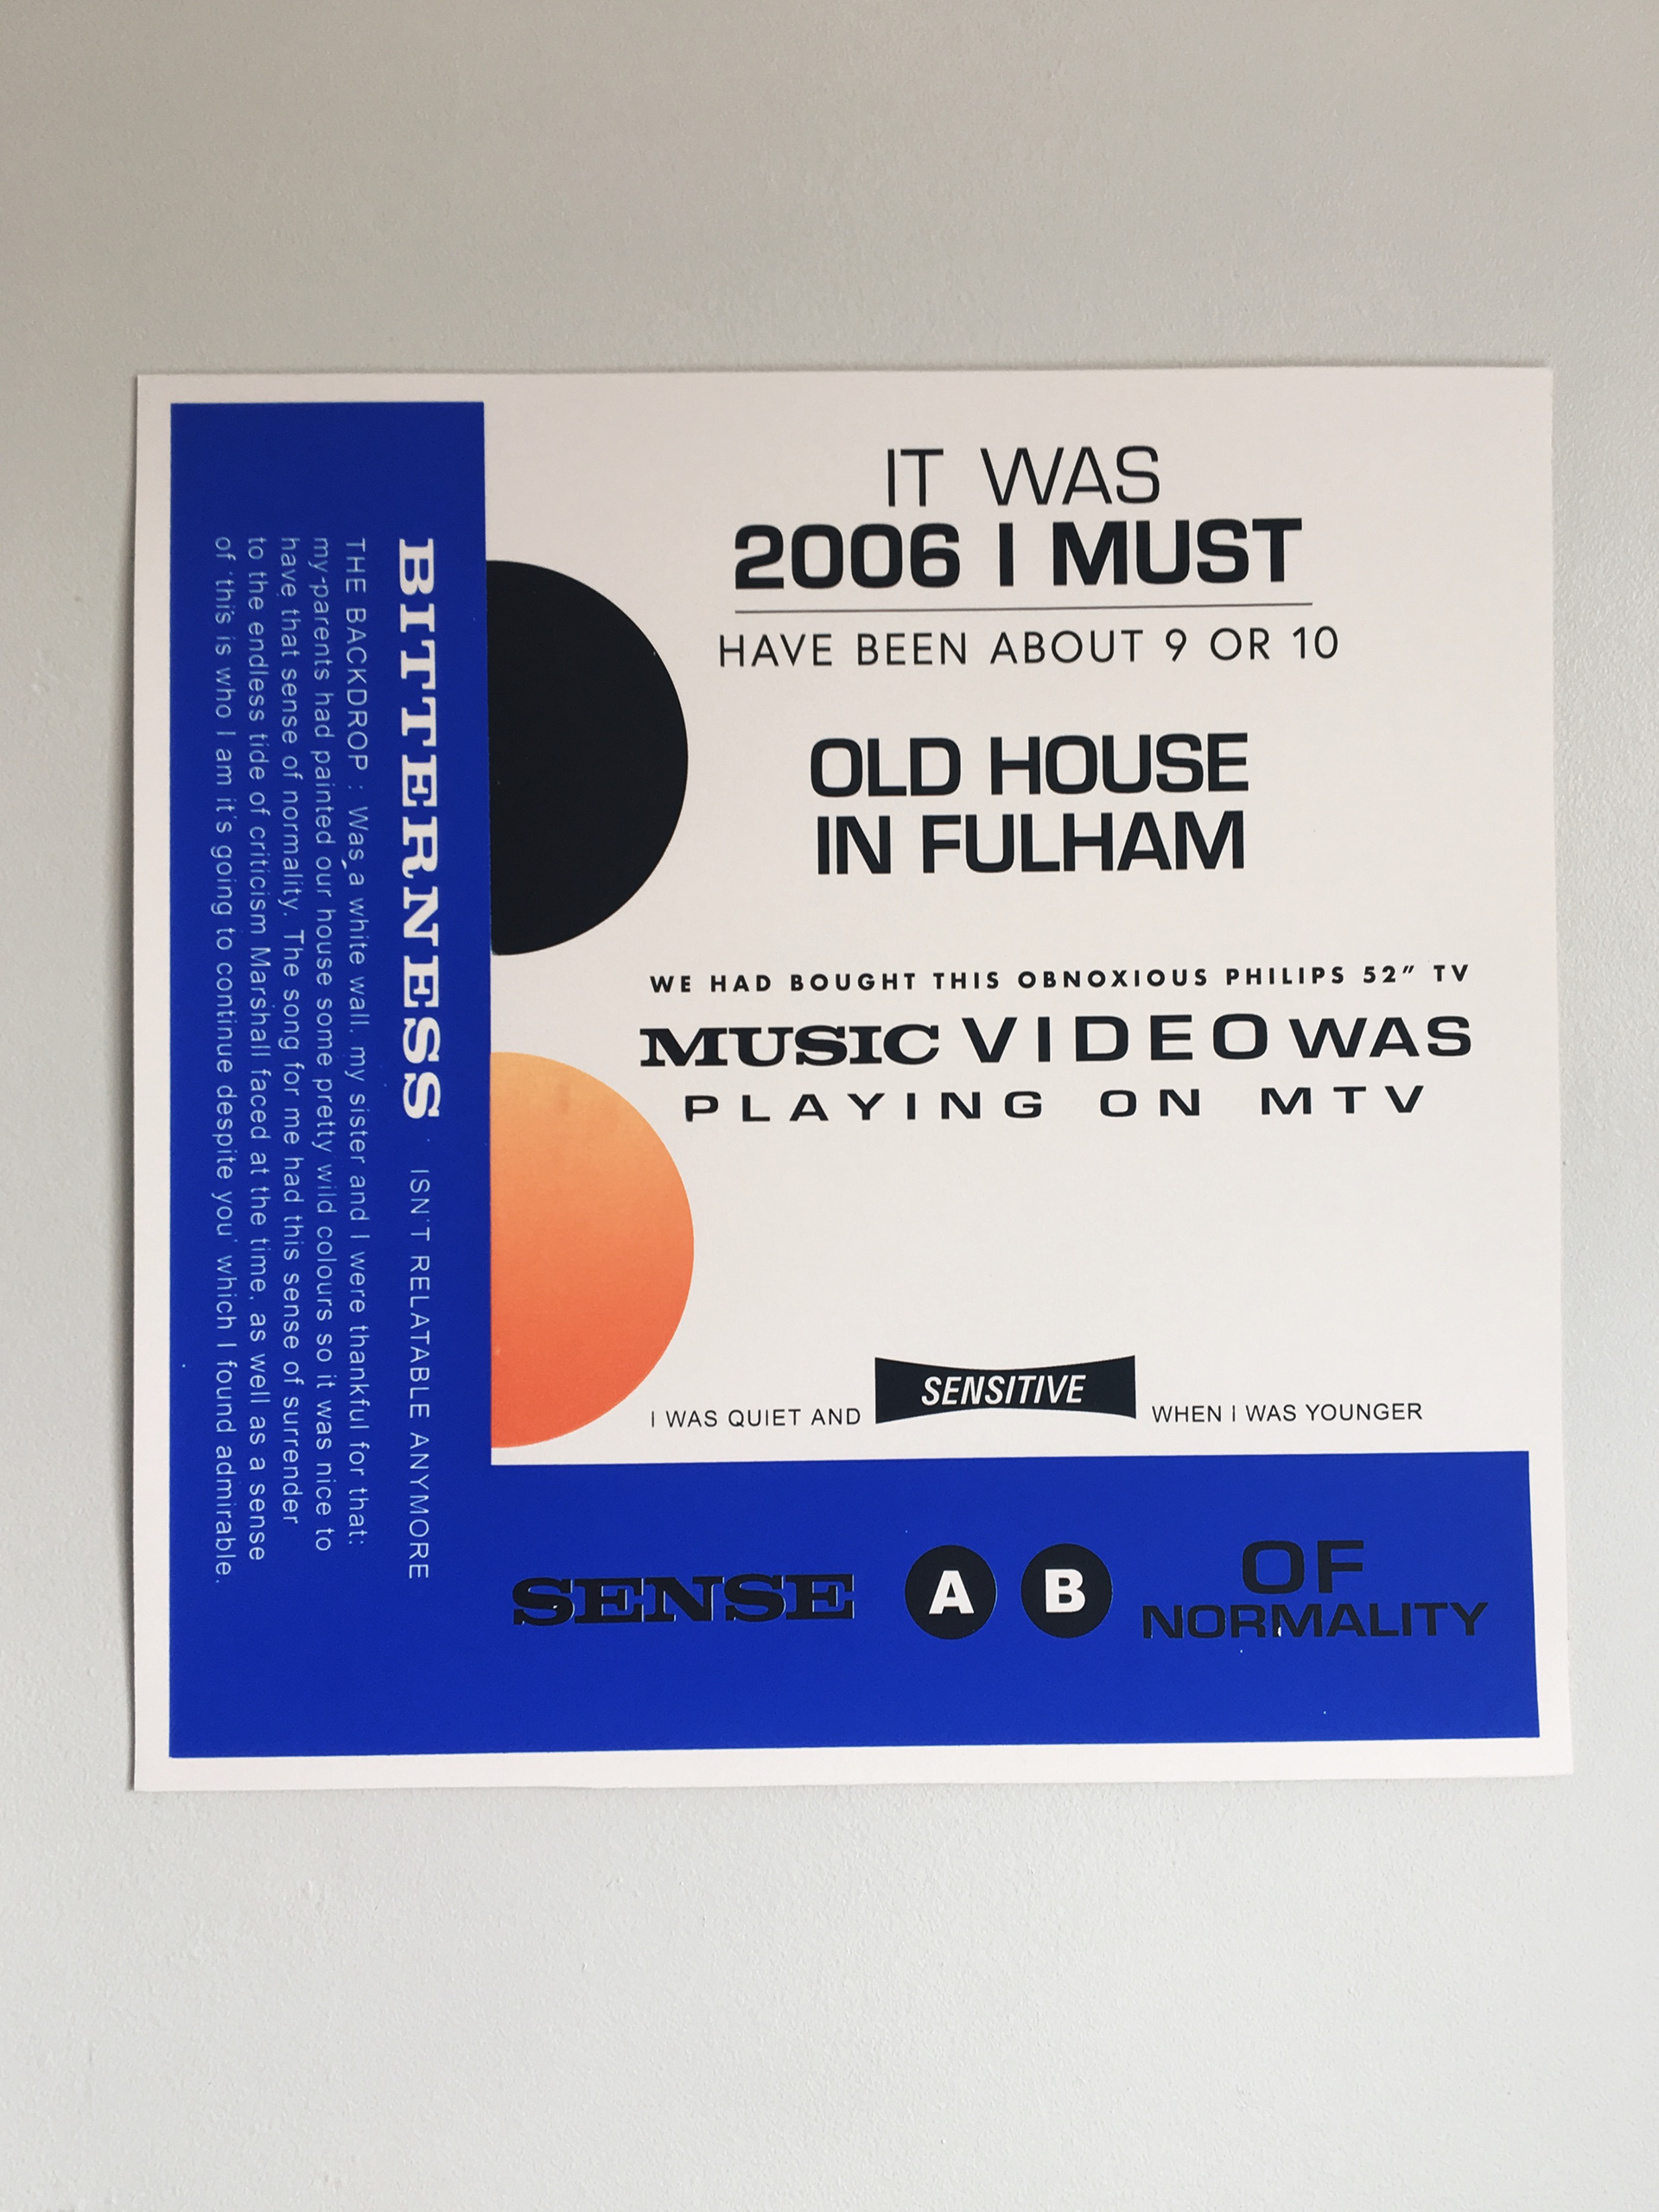 IT WAS
2006 I MUST
HAVE BEEN ABOUT 9 OR 10
OLD HOUSE
IN FULHAM
WE HAD BOUGHT THIS OBNOXIOUS PHILIPS 52" TV
MUSIC VIDEO WAS
PLAYING ON MTV
I WAS QUIET AND SENSITIVE WHEN I WAS YOUNGER
BITTERNESS ISN'T RELATABLE ANYMORE
THE BACKDROP : Was a white wall. my sister and I were thankful for that:
my parents had painted our house some pretty wild colours so it was nice to
have that sense of normality. The song for me had this sense of surrender
to the endless tide of criticism Marshall faced at the time, as well as a sense
of 'this is who I am it's going to continue despite you' which I found admirable.
SENSE A B OF
NORMALITY